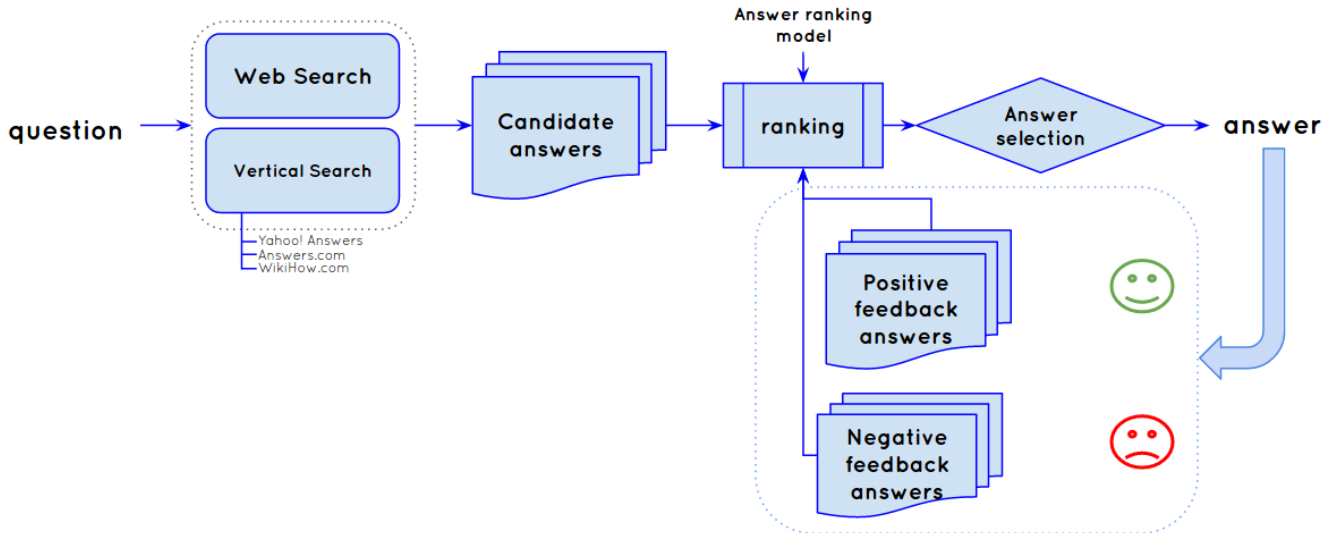 question
Web Search
Vertical Search
Yahoo! Answers
Answers.com
WikiHow.com
Candidate
answers
Answer ranking
model
ranking
Answer
selection
answer
Positive
feedback
answers
Negative
feedback
answers